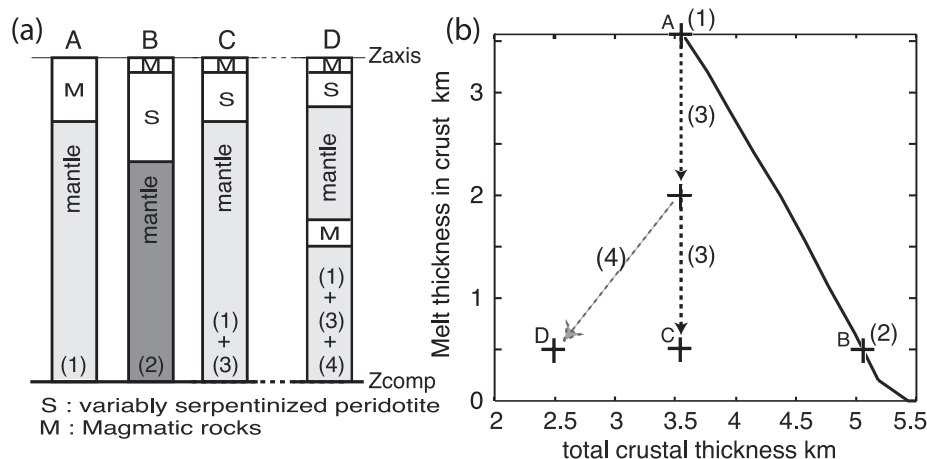 (a)
A B C D
Zaxis
M M M M
S S S
mantle mantle mantle mantle
M
(1) (2) (1) + (3) (1) + (3) + (4)
Zcomp
S : variably serpentinized peridotite
M : Magmatic rocks
(b)
A (1)
(3)
(3)
(4)
D C B (2)
Melt thickness in crust km
3
2
1
0
2 2.5 3 3.5 4 4.5 5 5.5
total crustal thickness km